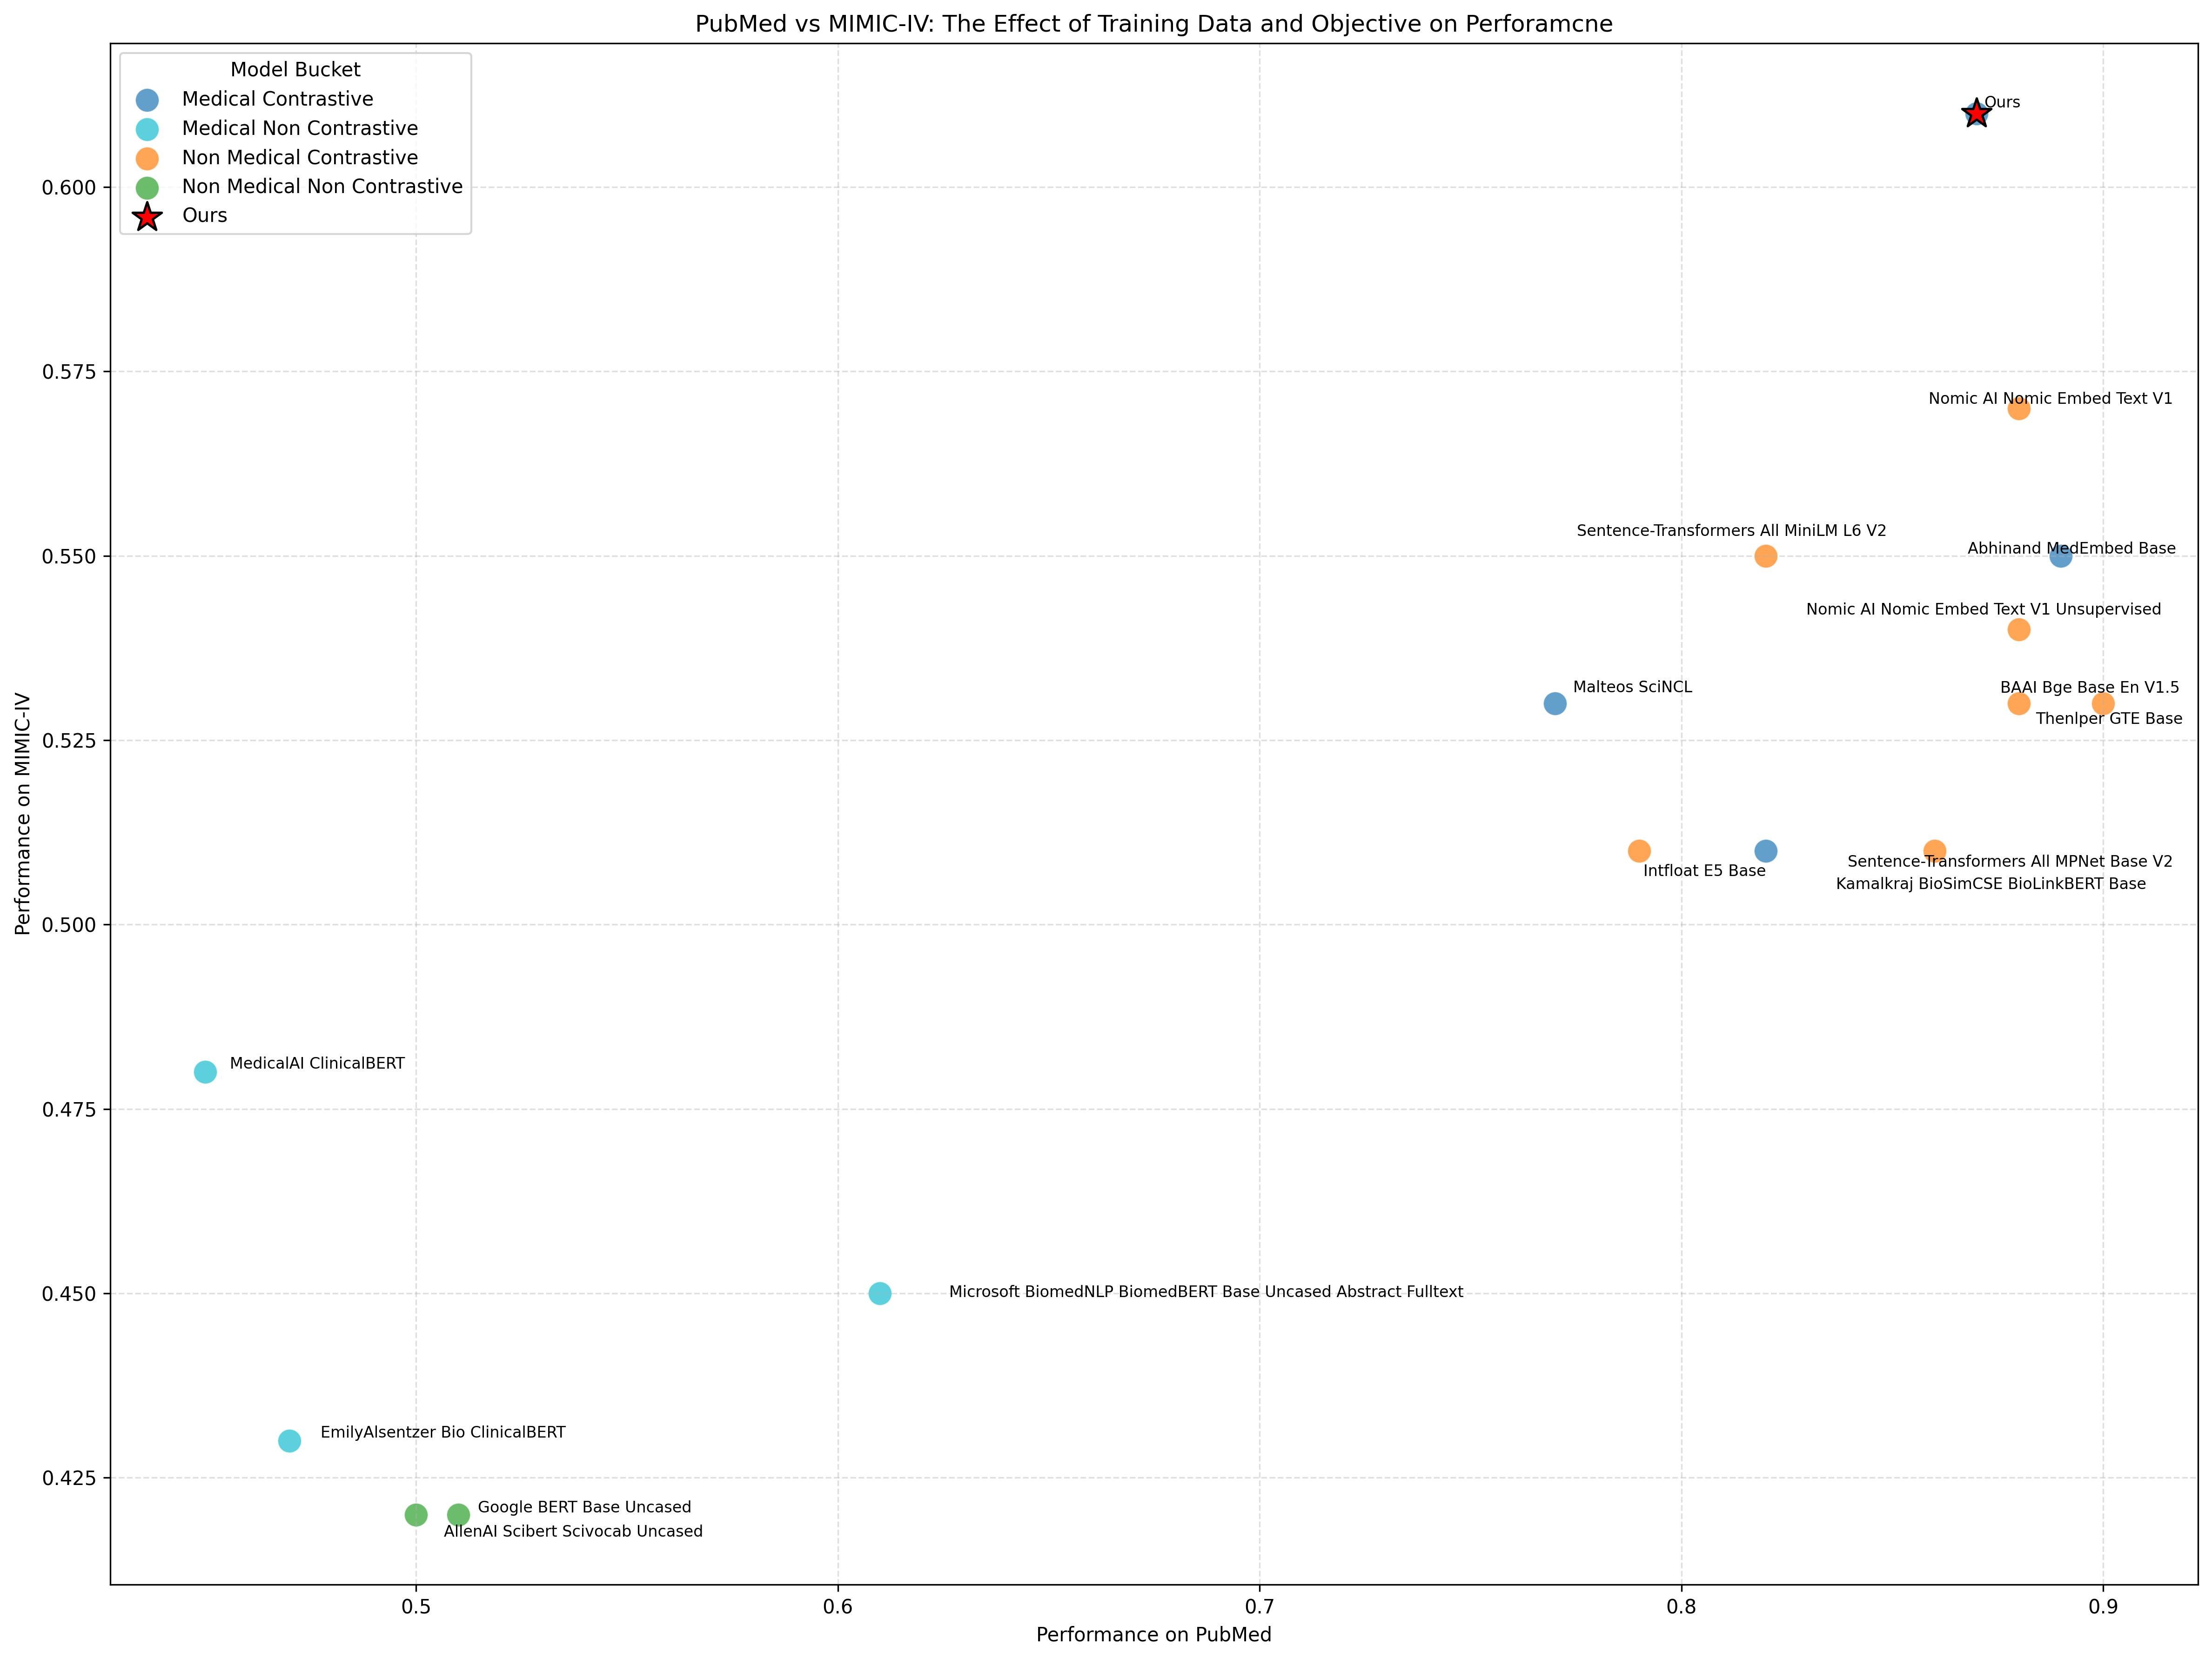 PubMed vs MIMIC-IV: The Effect of Training Data and Objective on Perforamcne
Model Bucket
Medical Contrastive
Medical Non Contrastive
Non Medical Contrastive
Non Medical Non Contrastive
Ours
Ours
Nomic AI Nomic Embed Text V1
Sentence-Transformers All MiniLM L6 V2
Abhinand MedEmbed Base
Nomic AI Nomic Embed Text V1 Unsupervised
Malteos SciNCL
BAAI Bge Base En V1.5
Thenlper GTE Base
Sentence-Transformers All MPNet Base V2
Intfloat E5 Base
Kamalkraj BioSimCSE BioLinkBERT Base
MedicalAI ClinicalBERT
Microsoft BiomedNLP BiomedBERT Base Uncased Abstract Fulltext
EmilyAlsentzer Bio ClinicalBERT
Google BERT Base Uncased
AllenAI Scibert Scivocab Uncased
0.600
0.575
0.550
0.525
0.500
0.475
0.450
0.425
Performance on MIMIC-IV
0.5
0.6
0.7
0.8
0.9
Performance on PubMed